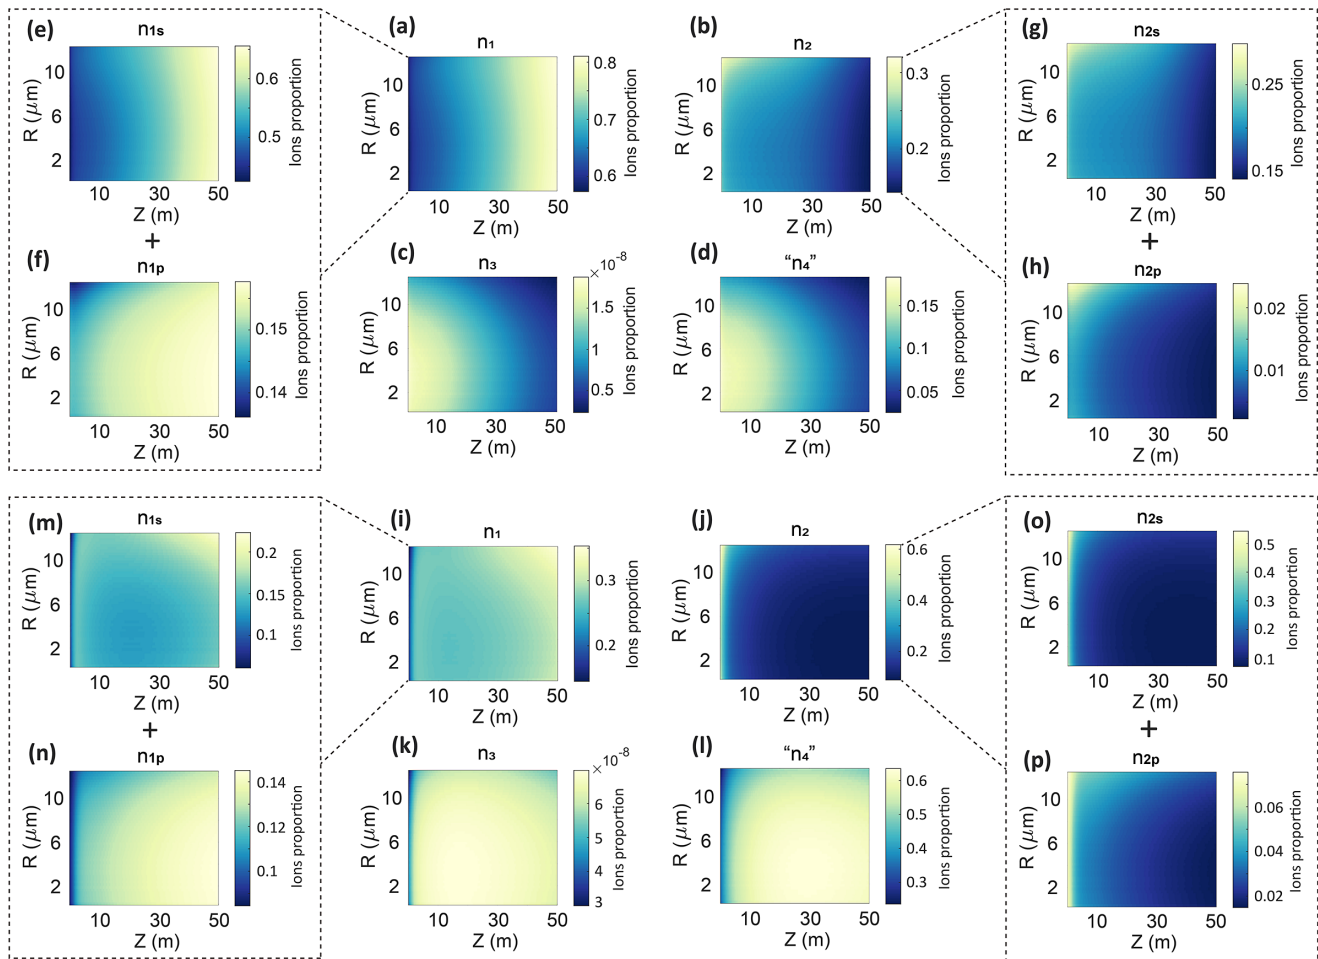 (e)
n1s
R (μm)
10
6
2
10
30
50
Z (m)
0.6
0.5
Ions proportion
+
(f)
n1p
R (μm)
10
6
2
10
30
50
Z (m)
0.15
0.14
Ions proportion
(a)
n1
R (μm)
10
6
2
10
30
50
Z (m)
0.8
0.7
0.6
Ions proportion
(b)
n2
R (μm)
10
6
2
10
30
50
Z (m)
0.3
0.2
Ions proportion
(c)
n3
R (μm)
10
6
2
10
30
50
Z (m)
×10⁻⁸
1.5
1
0.5
Ions proportion
(d)
“n4”
R (μm)
10
6
2
10
30
50
Z (m)
0.15
0.1
0.05
Ions proportion
(g)
n2s
R (μm)
10
6
2
10
30
50
Z (m)
0.25
0.15
Ions proportion
+
(h)
n2p
R (μm)
10
6
2
10
30
50
Z (m)
0.02
0.01
Ions proportion
(m)
n1s
R (μm)
10
6
2
10
30
50
Z (m)
0.2
0.15
0.1
Ions proportion
+
(n)
n1p
R (μm)
10
6
2
10
30
50
Z (m)
0.14
0.12
0.1
Ions proportion
(i)
n1
R (μm)
10
6
2
10
30
50
Z (m)
0.3
0.2
Ions proportion
(j)
n2
R (μm)
10
6
2
10
30
50
Z (m)
0.6
0.4
0.2
Ions proportion
(k)
n3
R (μm)
10
6
2
10
30
50
Z (m)
×10⁻⁸
6
5
4
3
Ions proportion
(l)
“n4”
R (μm)
10
6
2
10
30
50
Z (m)
0.6
0.5
0.4
0.3
Ions proportion
(o)
n2s
R (μm)
10
6
2
10
30
50
Z (m)
0.5
0.4
0.3
0.2
0.1
Ions proportion
+
(p)
n2p
R (μm)
10
6
2
10
30
50
Z (m)
0.06
0.04
0.02
Ions proportion